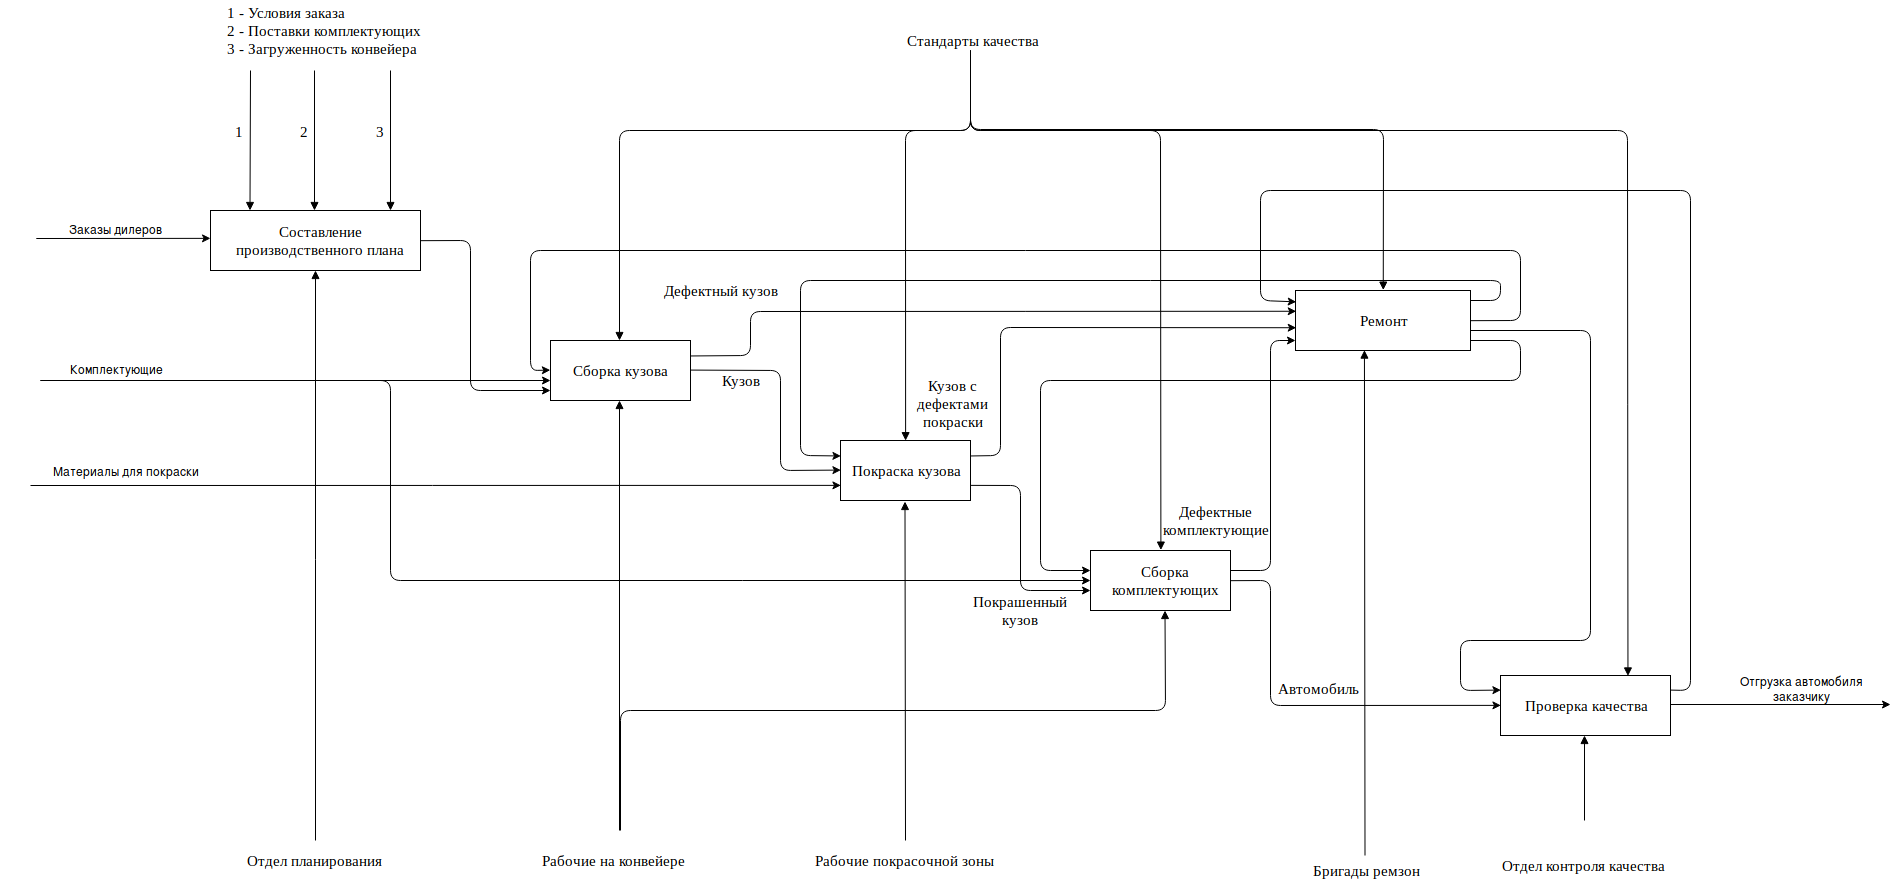 1 - Условия заказа
2 - Поставки комплектующих
3 - Загруженность конвейера
Стандарты качества
1
2
3
Заказы дилеров
Составление
производственного плана
Дефектный кузов
Ремонт
Комплектующие
Сборка кузова
Кузов
Кузов с
дефектами
покраски
Материалы для покраски
Покраска кузова
Дефектные
комплектующие
Сборка
комплектующих
Покрашенный
кузов
Автомобиль
Проверка качества
Отгрузка автомобиля
заказчику
Отдел планирования
Рабочие на конвейере
Рабочие покрасочной зоны
Бригады ремзон
Отдел контроля качества